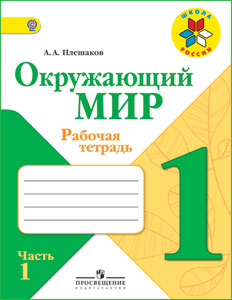 ШКОЛА
РОССИИ
А. А. Плешаков
Окружающий
МИР
Рабочая
тетрадь
1
Часть
1
ПРОСВЕЩЕНИЕ
ИЗДАТЕЛЬСТВО